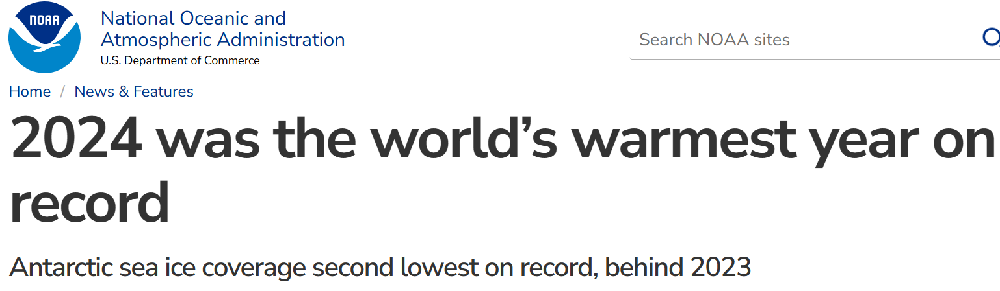 NOAA
National Oceanic and
Atmospheric Administration
U.S. Department of Commerce
Search NOAA sites
Home / News & Features
2024 was the world’s warmest year on
record
Antarctic sea ice coverage second lowest on record, behind 2023